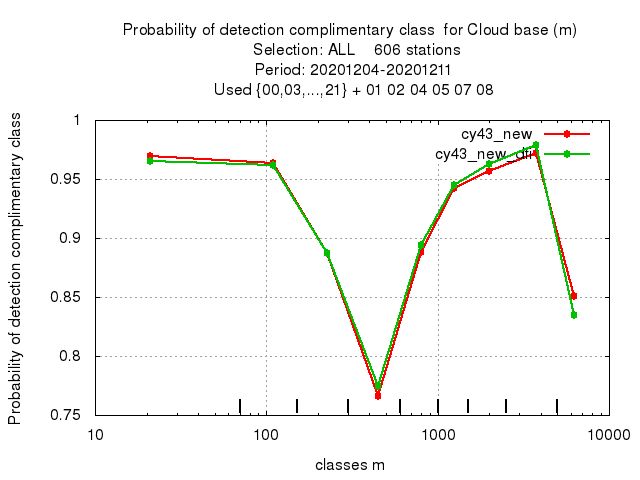 Probability of detection complimentary class  for Cloud base (m)
Selection: ALL    606 stations
Period: 20201204-20201211
Used {00,03,...,21} + 01 02 04 05 07 08
Probability of detection complimentary class
1
0.95
0.9
0.85
0.8
0.75
cy43_new
cy43_new_dfi
10
100
1000
10000
classes m